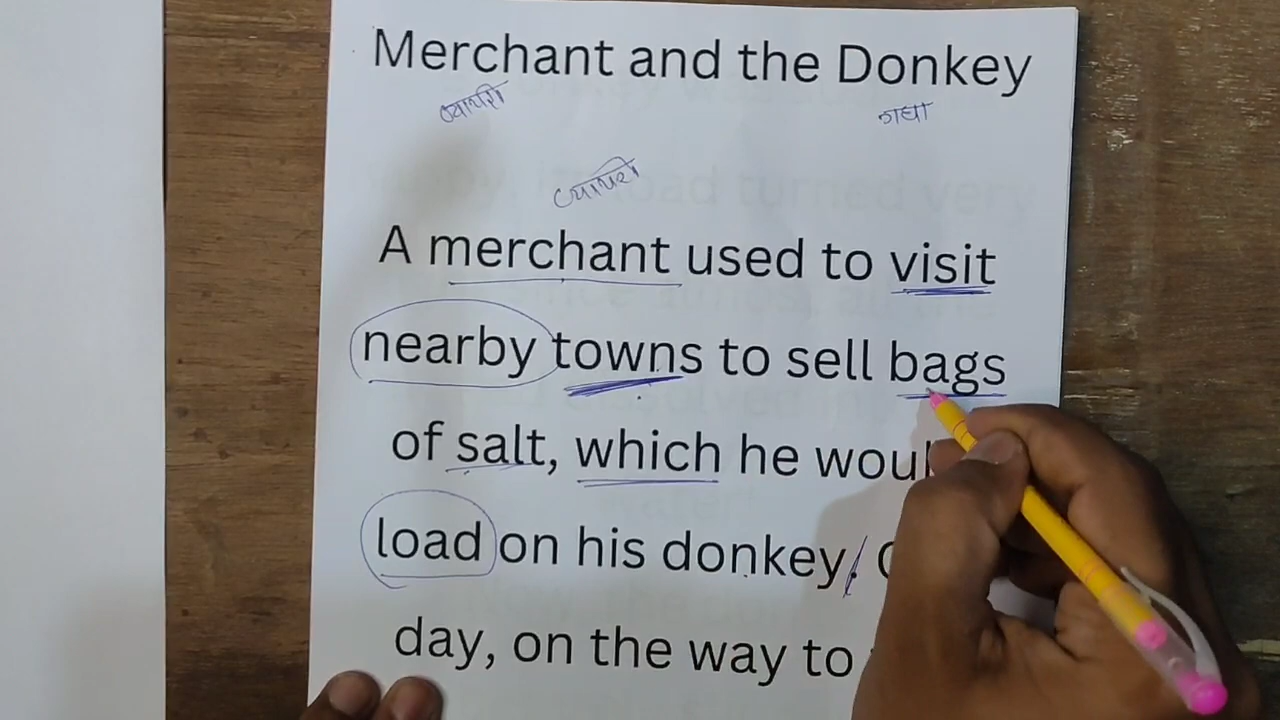 Merchant and the Donkey
व्यापारी गधा
व्यापारी
A merchant used to visit
nearby towns to sell bags
of salt, which he
load on his donkey.
day, on the way to